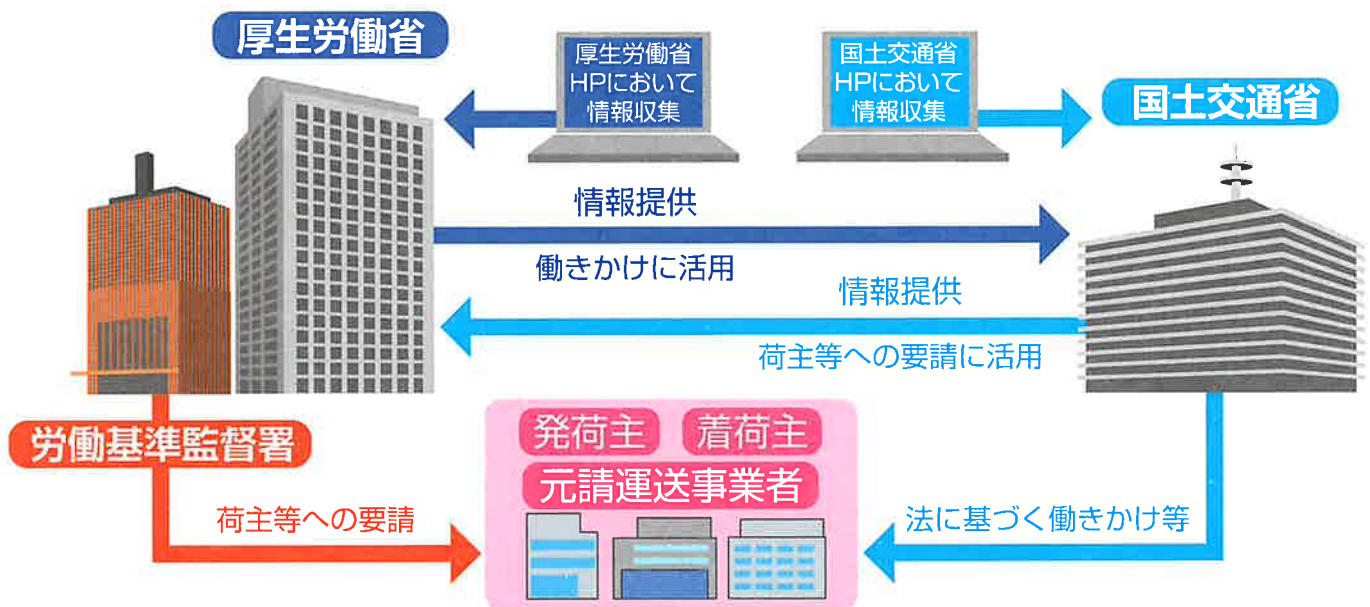 厚生労働省
厚生労働省
HPにおいて
情報収集
国土交通省
HPにおいて
情報収集
国土交通省
情報提供
働きかけに活用
情報提供
荷主等への要請に活用
労働基準監督署
発荷主 着荷主
元請運送事業者
荷主等への要請
法に基づく働きかけ等